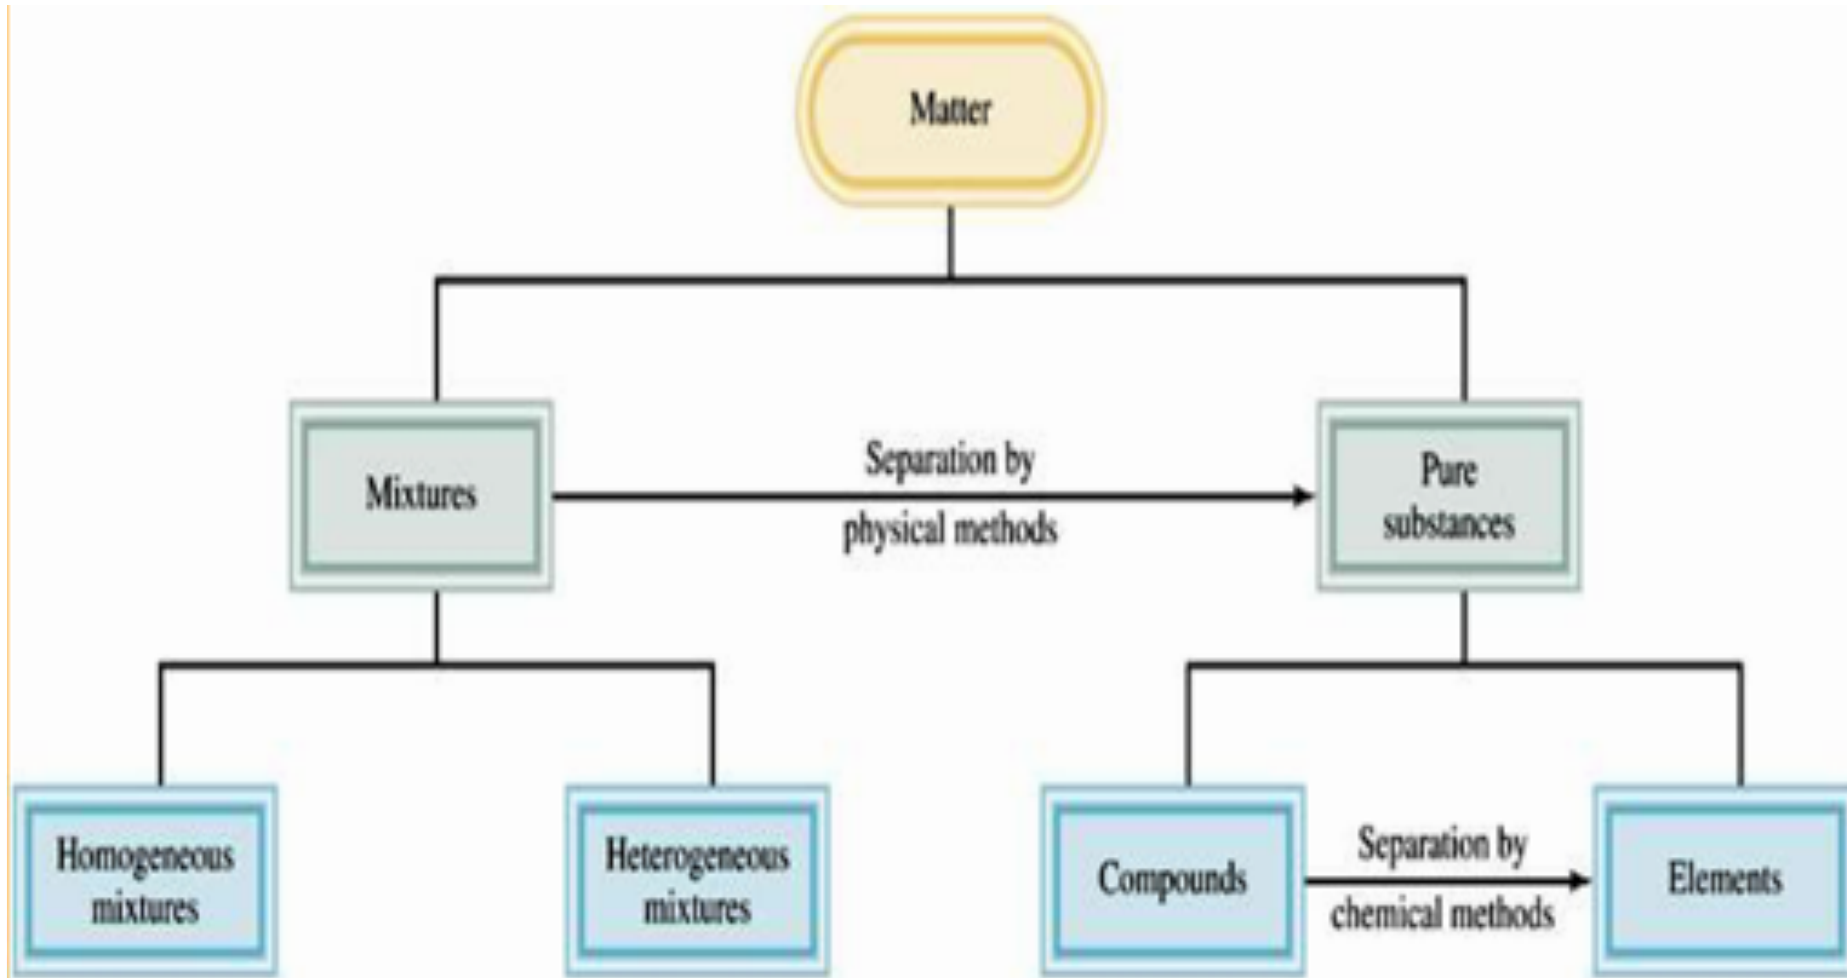 Matter
Mixtures
Separation by
physical methods
Pure
substances
Homogeneous
mixtures
Heterogeneous
mixtures
Compounds
Separation by
chemical methods
Elements